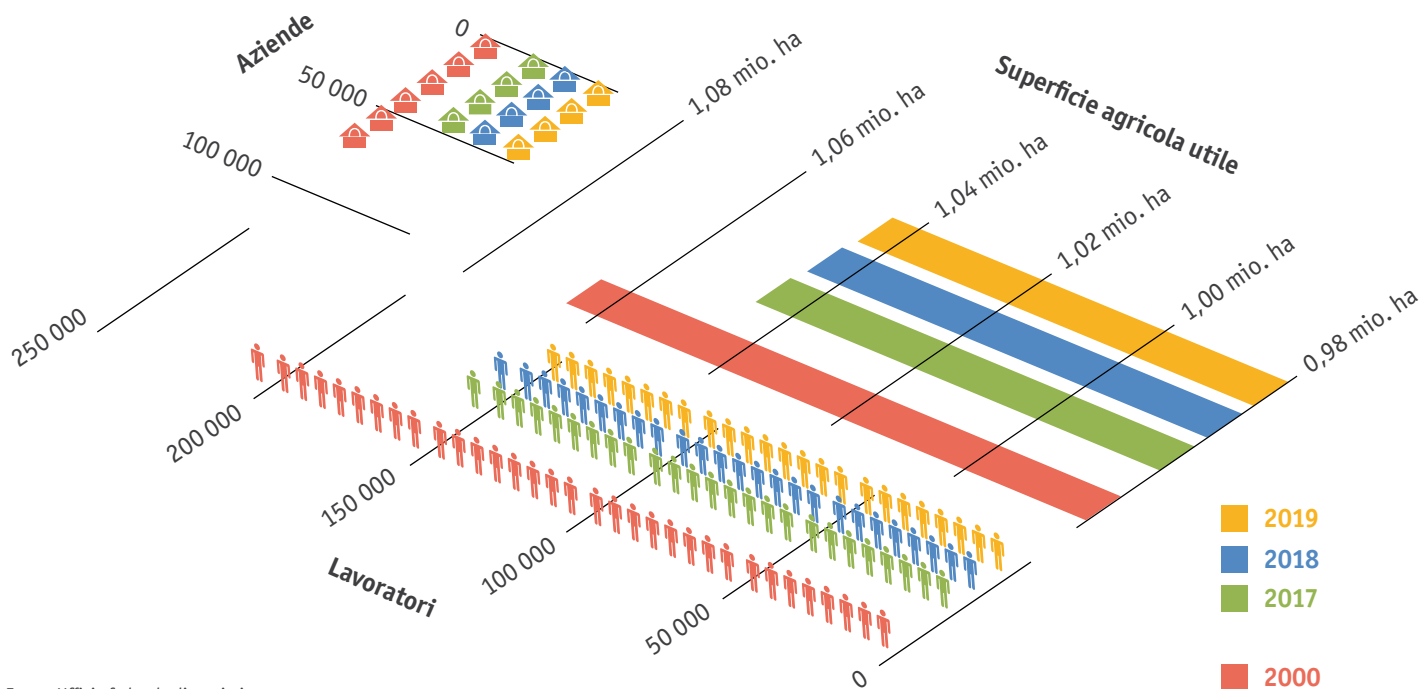 Aziende
0
50 000
100 000
Superficie agricola utile
1,08 mio. ha
1,06 mio. ha
1,04 mio. ha
1,02 mio. ha
1,00 mio. ha
0,98 mio. ha
250 000
200 000
150 000
100 000
50 000
0
Lavoratori
2019
2018
2017
2000